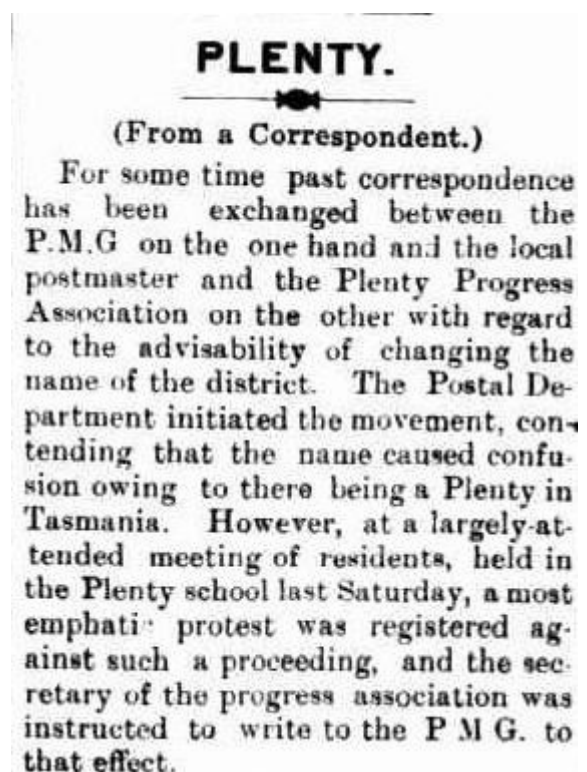 PLENTY.
(From a Correspondent.)
For some time past correspondence
has been exchanged between the
P.M.G on the one hand and the local
postmaster and the Plenty Progress
Association on the other with regard
to the advisability of changing the
name of the district. The Postal De-
partment initiated the movement, con-
tending that the name caused confu-
sion owing to there being a Plenty in
Tasmania. However, at a largely-at-
tended meeting of residents, held in
the Plenty school last Saturday, a most
emphati protest was registered ag-
ainst such a proceeding, and the sec-
retary of the progress association was
instructed to write to the P M G. to
that effect.